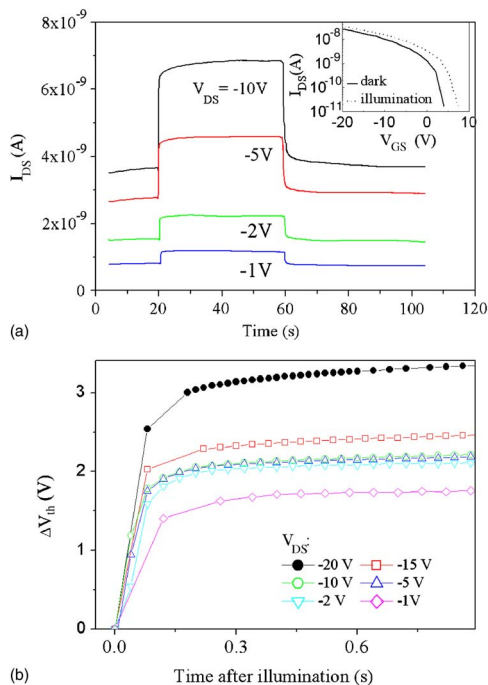 8x10⁻⁹
6x10⁻⁹
4x10⁻⁹
2x10⁻⁹
0
I_DS(A)
V_DS = -10V
-5V
-2V
-1V
0 20 40 60 80 100 120
Time (s)
(a)
10⁻⁸
10⁻⁹
10⁻¹⁰
10⁻¹¹
I_DS(A)
dark
illumination
-20 -10 0 10
V_GS (V)
3
2
1
0
ΔV_th (V)
V_DS:
-20 V -15 V
-10 V -5 V
-2 V -1V
0.0 0.3 0.6
Time after illumination (s)
(b)